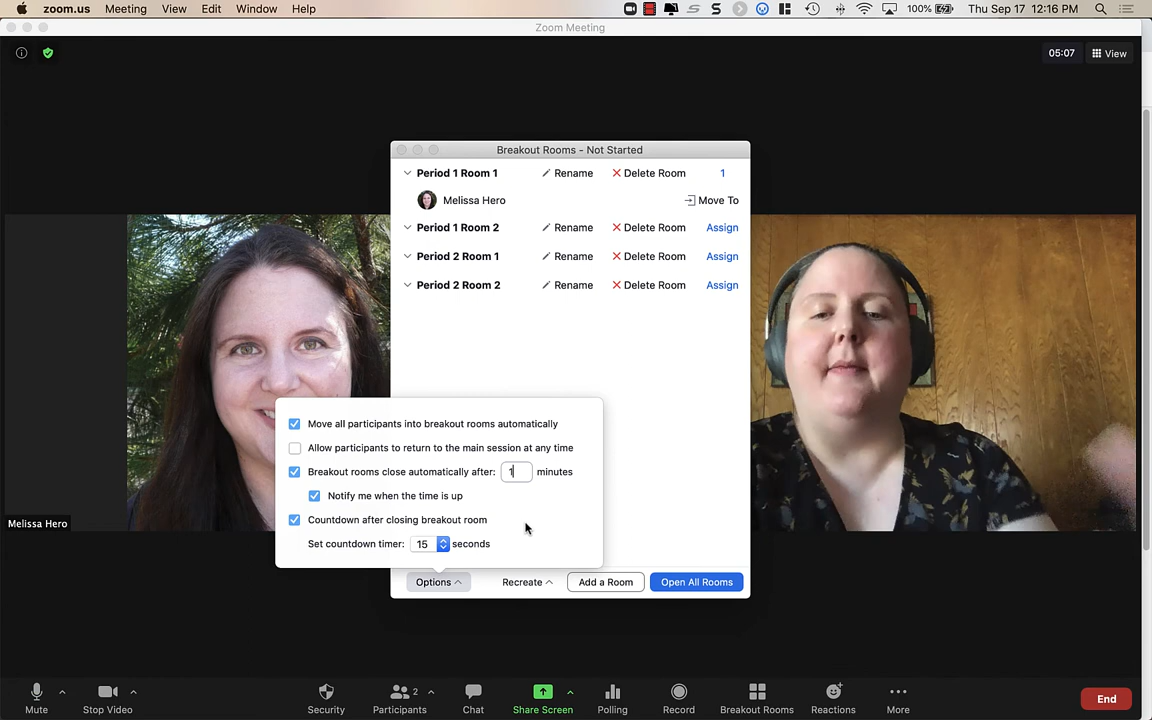 zoom.us Meeting View Edit Window Help 100% Thu Sep 17 12:16 PM
Zoom Meeting
05:07 View
Breakout Rooms - Not Started
Period 1 Room 1 Rename Delete Room 1
Melissa Hero Move To
Period 1 Room 2 Rename Delete Room Assign
Period 2 Room 1 Rename Delete Room Assign
Period 2 Room 2 Rename Delete Room Assign
Move all participants into breakout rooms automatically
Allow participants to return to the main session at any time
Breakout rooms close automatically after: 1 minutes
Notify me when the time is up
Countdown after closing breakout room
Set countdown timer: 15 seconds
Melissa Hero
Options Recreate Add a Room Open All Rooms
Mute Stop Video Security Participants 2 Chat Share Screen Polling Record Breakout Rooms Reactions More End